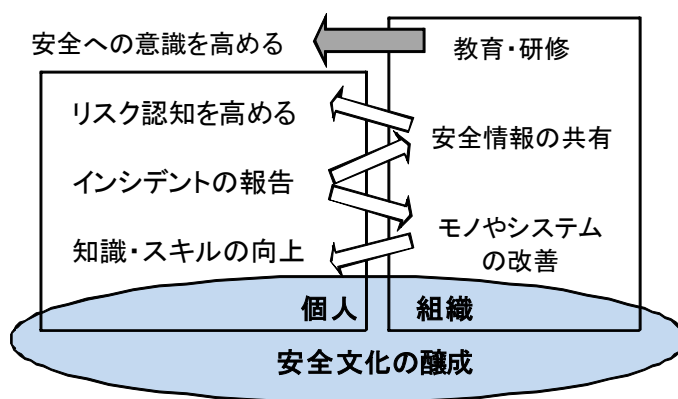 安全への意識を高める
教育・研修
リスク認知を高める
安全情報の共有
インシデントの報告
知識・スキルの向上
モノやシステム
の改善
個人
組織
安全文化の醸成